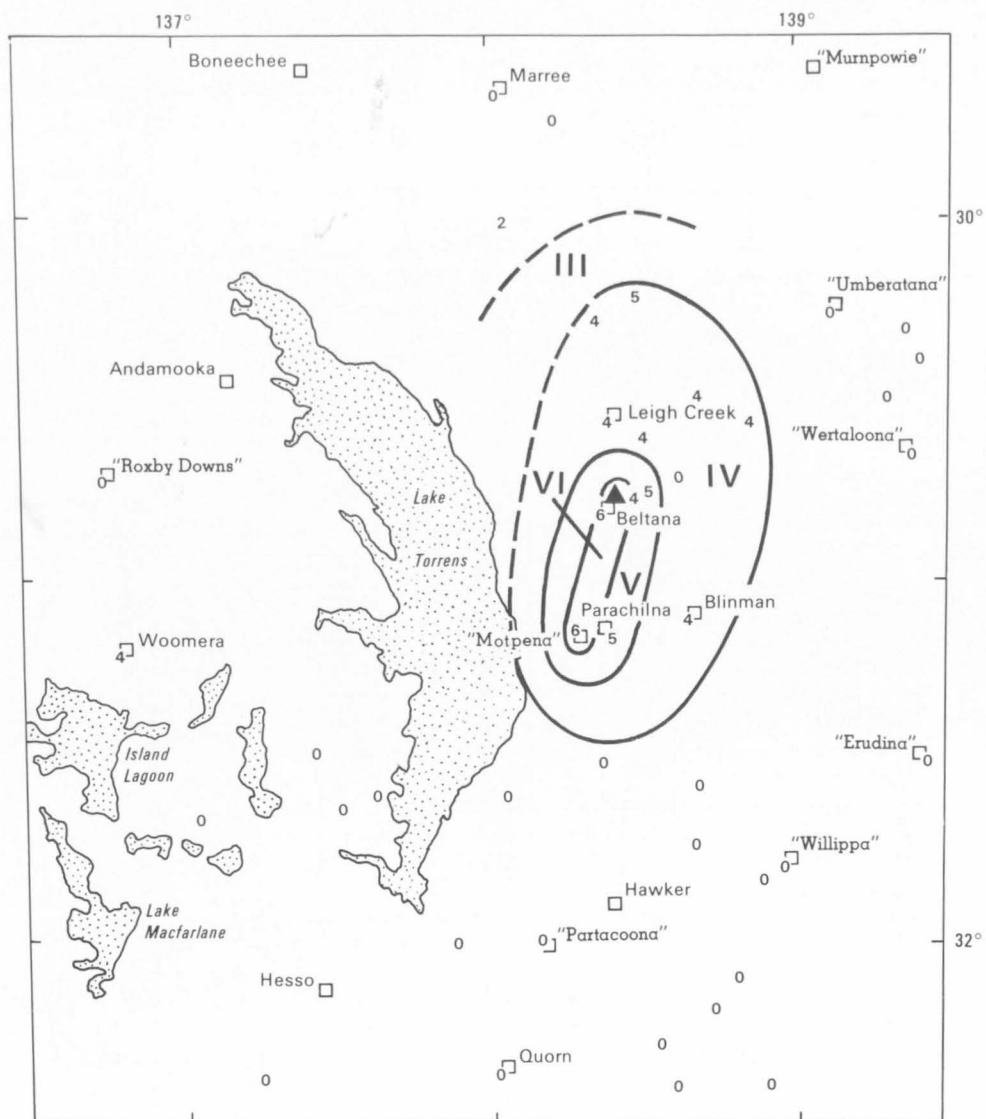 137°
139°
Boneechee
"Murnpowie"
Marree
0
0
30°
2
III
"Umberatana"
5
0
4
0
0
Andamooka
4
0
Leigh Creek
4
4
4
"Wertaloona"
0
"Roxby Downs"
0
VI
0
IV
5
4
Lake
6
Beltana
Torrens
V
Parachilna
Blinman
4
6
"Motpena"
5
Woomera
4
0
Island
Lagoon
0
"Erudina"
0
0
0
0
0
0
0
"Willippa"
0
0
Hawker
Lake
Macfarlane
0
0
"Partacoona"
32°
Hesso
0
0
0
Quorn
0
0
0
0